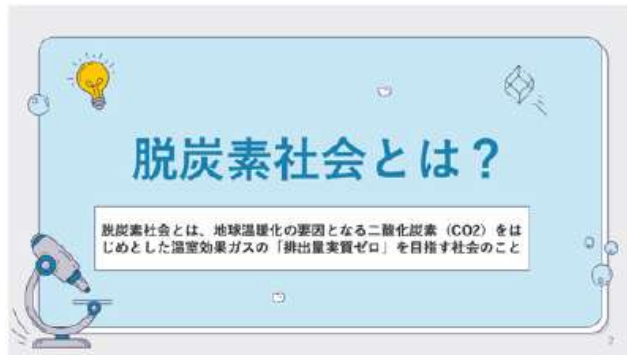 脱炭素社会とは？
脱炭素社会とは、地球温暖化の要因となる二酸化炭素（CO2）をは
じめとした温室効果ガスの「排出量実質ゼロ」を目指す社会のこと
2